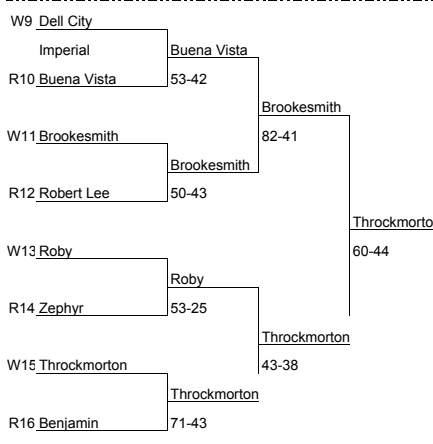 W9 Dell City
Imperial Buena Vista
R10 Buena Vista 53-42
Brookesmith
W11 Brookesmith 82-41
Brookesmith
R12 Robert Lee 50-43
Throckmorto
W13 Roby 60-44
Roby
R14 Zephyr 53-25
Throckmorton
W15 Throckmorton 43-38
Throckmorton
R16 Benjamin 71-43